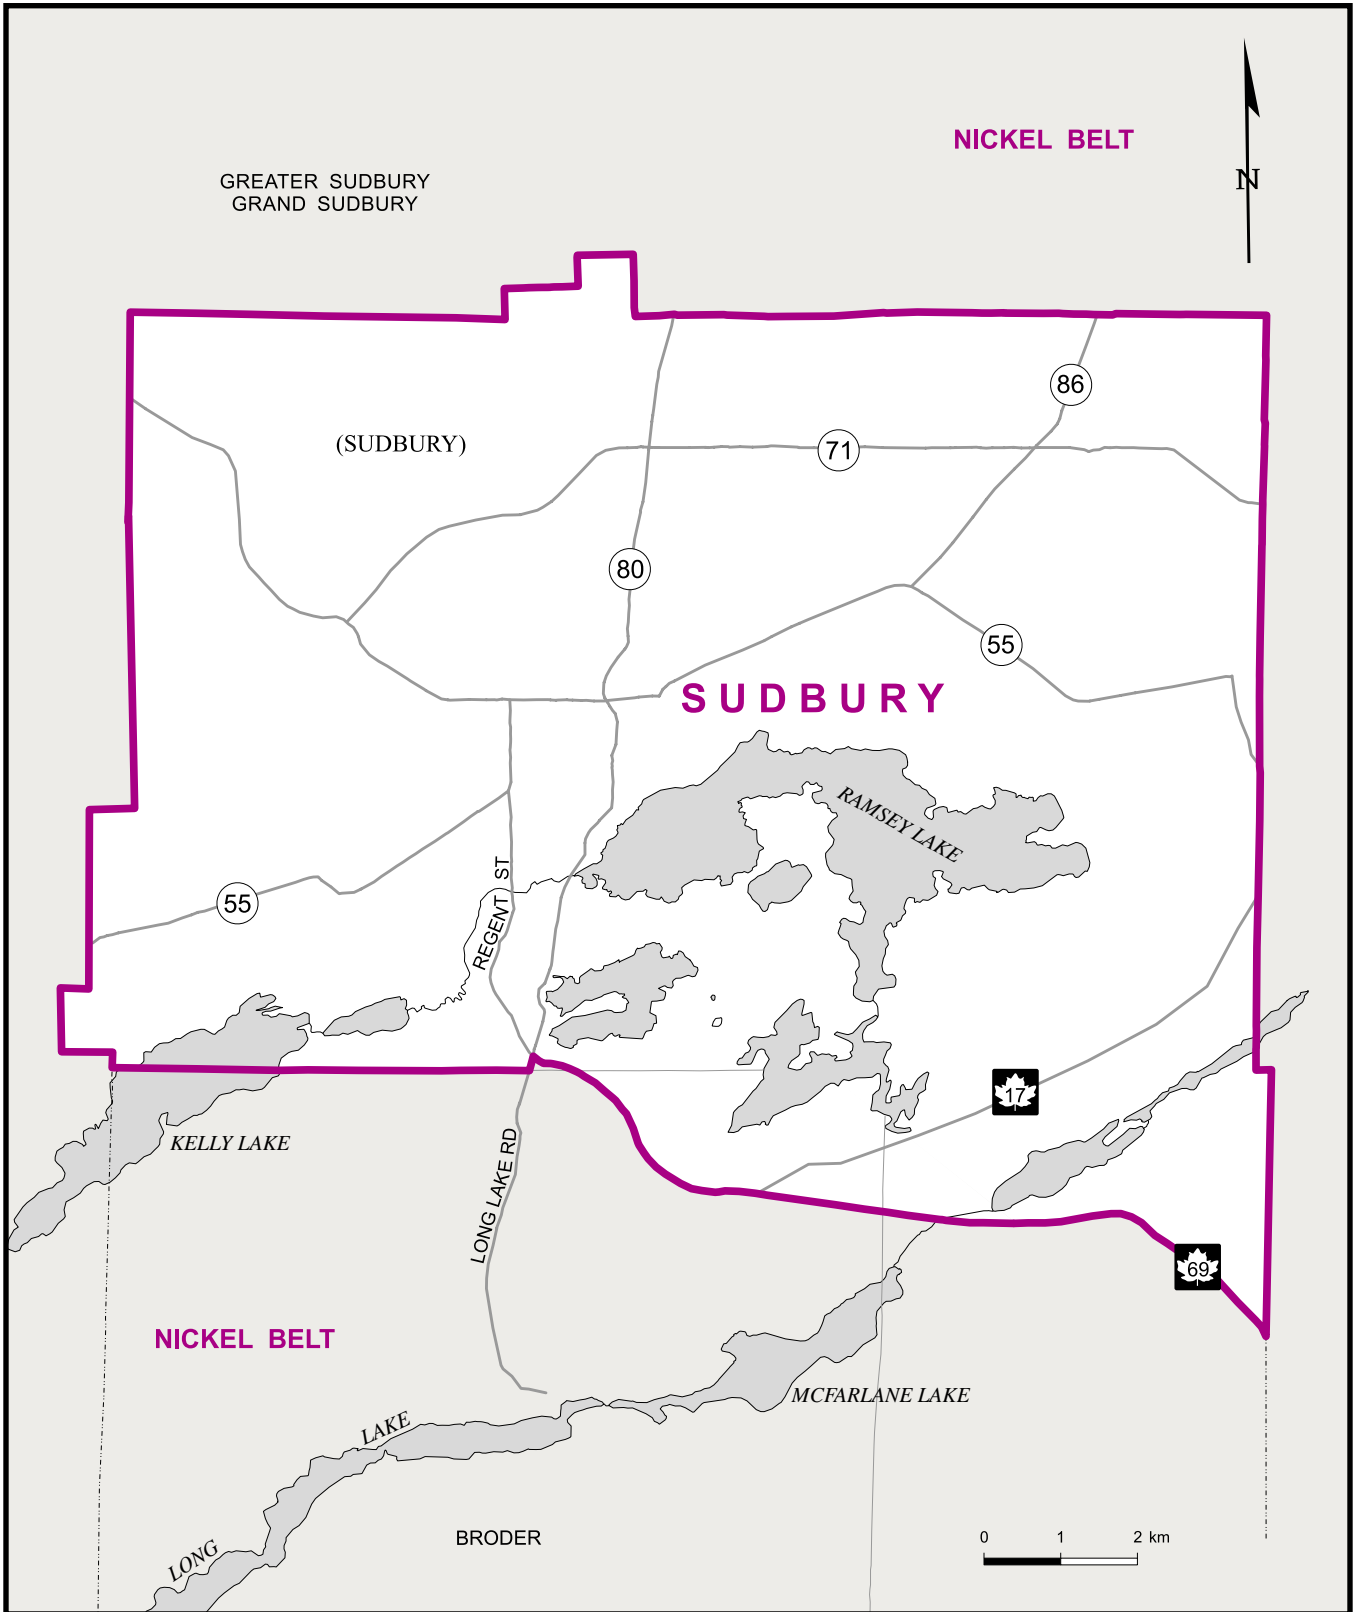 NICKEL BELT
N
GREATER SUDBURY
GRAND SUDBURY
86
(SUDBURY)
71
80
55
SUDBURY
RAMSEY LAKE
REGENT ST
55
17
KELLY LAKE
LONG LAKE RD
69
NICKEL BELT
MCFARLANE LAKE
LONG LAKE
BRODER
0 1 2 km